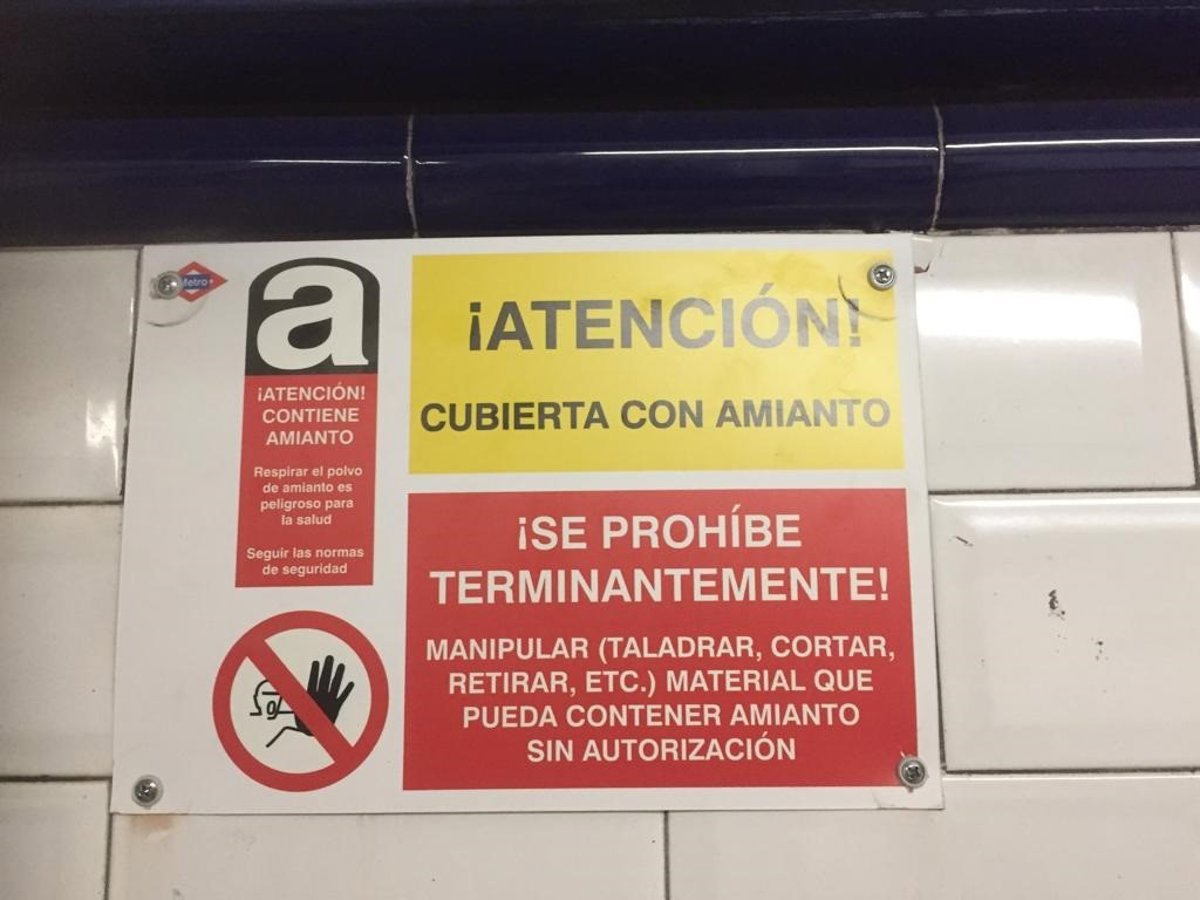 Metro
a
¡ATENCIÓN!
CONTIENE
AMIANTO
Respirar el polvo
de amianto es
peligroso para
la salud
Seguir las normas
de seguridad
¡ATENCIÓN!
CUBIERTA CON AMIANTO
¡SE PROHÍBE
TERMINANTEMENTE!
MANIPULAR (TALADRAR, CORTAR,
RETIRAR, ETC.) MATERIAL QUE
PUEDA CONTENER AMIANTO
SIN AUTORIZACIÓN